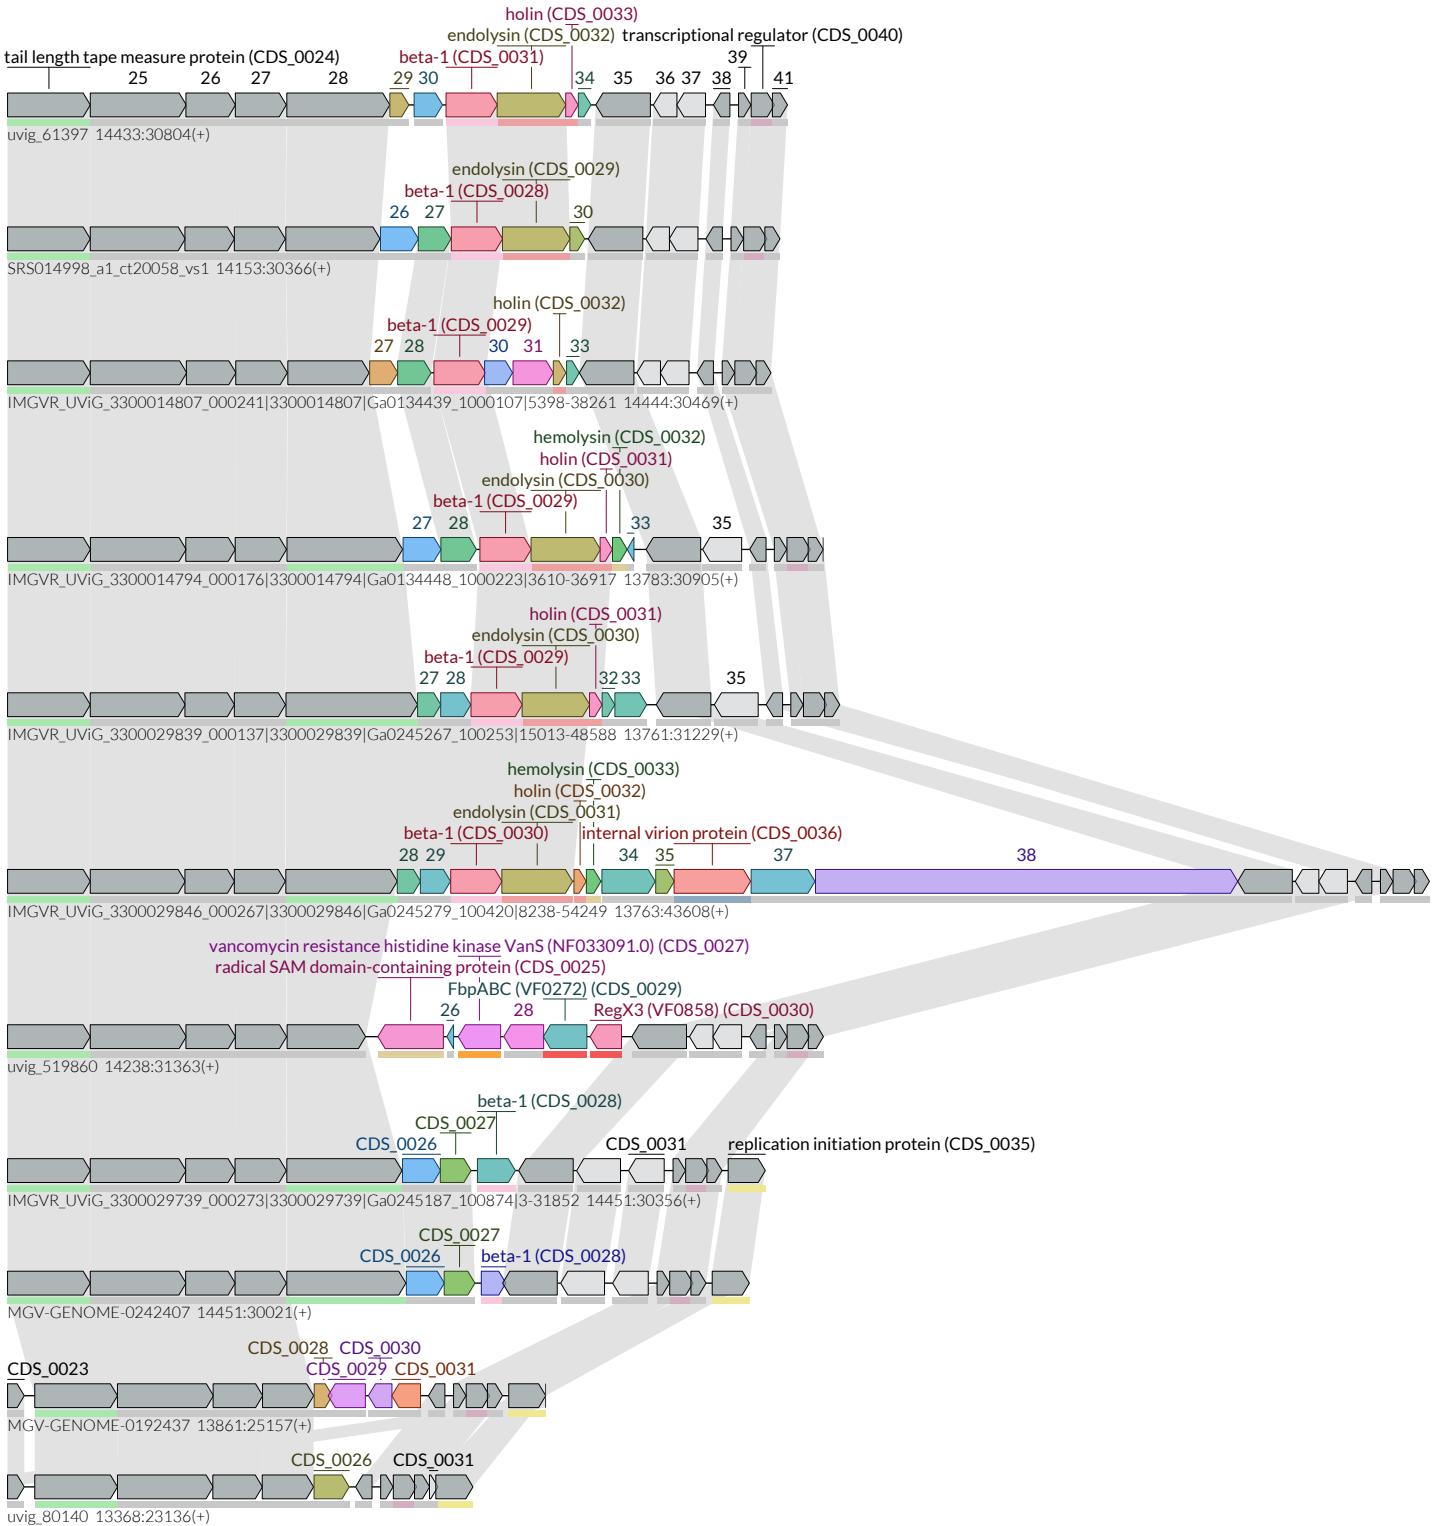 holin (CDS_0033)
endolysin (CDS_0032) transcriptional regulator (CDS_0040)
tail length tape measure protein (CDS_0024) beta-1 (CDS_0031) 39
25 26 27 28 29 30 34 35 36 37 38 41
uvig_61397 14433:30804(+)
endolysin (CDS_0029)
beta-1 (CDS_0028)
26 27 30
SRS014998_a1_ct20058_vs1 14153:30366(+)
holin (CDS_0032)
beta-1 (CDS_0029)
27 28 30 31 33
IMGVR_UViG_3300014807_000241|3300014807|Ga0134439_1000107|5398-38261 14444:30469(+)
hemolysin (CDS_0032)
holin (CDS_0031)
endolysin (CDS_0030)
beta-1 (CDS_0029)
27 28 33 35
IMGVR_UViG_3300014794_000176|3300014794|Ga0134448_1000223|3610-36917 13783:30905(+)
holin (CDS_0031)
endolysin (CDS_0030)
beta-1 (CDS_0029)
27 28 32 33 35
IMGVR_UViG_3300029839_000137|3300029839|Ga0245267_100253|15013-48588 13761:31229(+)
hemolysin (CDS_0033)
holin (CDS_0032)
endolysin (CDS_0031)
beta-1 (CDS_0030) internal virion protein (CDS_0036)
28 29 34 35 37 38
IMGVR_UViG_3300029846_000267|3300029846|Ga0245279_100420|8238-54249 13763:43608(+)
vancomycin resistance histidine kinase VanS (NF033091.0) (CDS_0027)
radical SAM domain-containing protein (CDS_0025)
FbpABC (VF0272) (CDS_0029)
26 28 RegX3 (VF0858) (CDS_0030)
uvig_519860 14238:31363(+)
beta-1 (CDS_0028)
CDS_0027
CDS_0026 CDS_0031 replication initiation protein (CDS_0035)
IMGVR_UViG_3300029739_000273|3300029739|Ga0245187_100874|3-31852 14451:30356(+)
CDS_0027
CDS_0026 beta-1 (CDS_0028)
MGV-GENOME-0242407 14451:30021(+)
CDS_0028 CDS_0030
CDS_0023 CDS_0029 CDS_0031
MGV-GENOME-0192437 13861:25157(+)
CDS_0026 CDS_0031
uvig_80140 13368:23136(+)